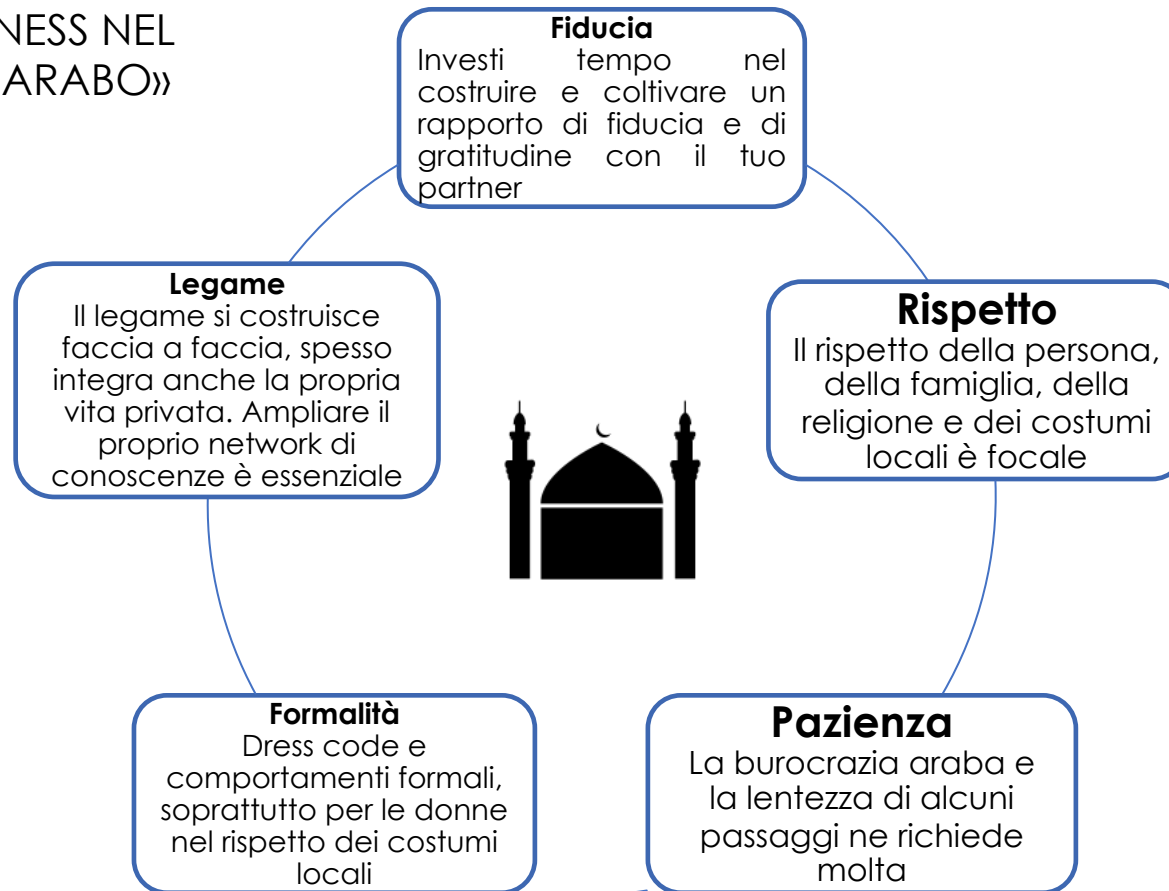 NESS NEL
ARABO»
Fiducia
Investi tempo nel
costruire e coltivare un
rapporto di fiducia e di
gratitudine con il tuo
partner
Rispetto
Il rispetto della persona,
della famiglia, della
religione e dei costumi
locali è focale
Pazienza
La burocrazia araba e
la lentezza di alcuni
passaggi ne richiede
molta
Formalità
Dress code e
comportamenti formali,
soprattutto per le donne
nel rispetto dei costumi
locali
Legame
Il legame si costruisce
faccia a faccia, spesso
integra anche la propria
vita privata. Ampliare il
proprio network di
conoscenze è essenziale